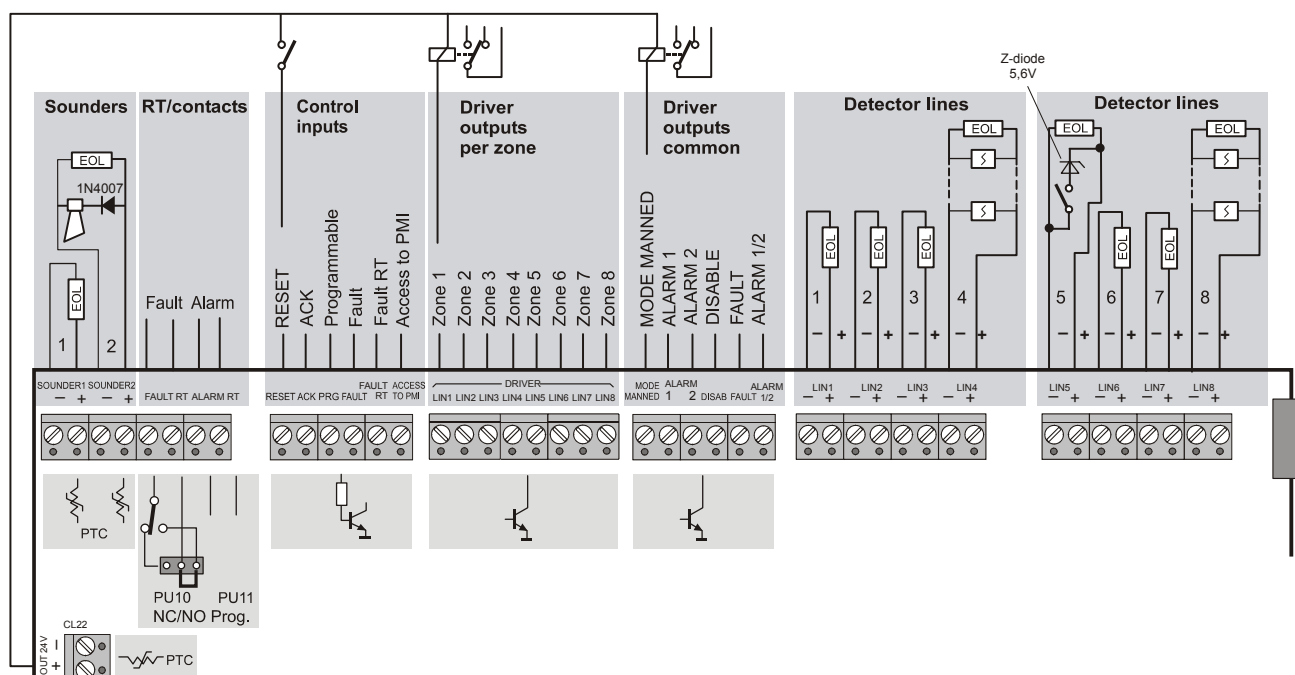 Z-diode
5,6V
Sounders
RT/contacts
Control
inputs
Driver
outputs
per zone
Driver
outputs
common
Detector lines
Detector lines
EOL
1N4007
EOL
1
2
Fault
Alarm
RESET
ACK
Programmable
Fault
Fault RT
Access to PMI
Zone 1
Zone 2
Zone 3
Zone 4
Zone 5
Zone 6
Zone 7
Zone 8
MODE MANNED
ALARM 1
ALARM 2
DISABLE
FAULT
ALARM 1/2
EOL
1
− +
EOL
2
− +
EOL
3
− +
EOL
4
− +
EOL
5
− +
EOL
6
− +
EOL
7
− +
EOL
8
− +
SOUNDER1 SOUNDER2
− + − +
FAULT RT ALARM RT
RESET ACK PRG FAULT
FAULT
RT
ACCESS
TO PMI
DRIVER
LIN1 LIN2 LIN3 LIN4 LIN5 LIN6 LIN7 LIN8
MODE
MANNED
ALARM
1 2
DISAB
FAULT
ALARM
1/2
LIN1
− +
LIN2
− +
LIN3
− +
LIN4
− +
LIN5
− +
LIN6
− +
LIN7
− +
LIN8
− +
PTC
PU10 PU11
NC/NO Prog.
CL22
OUT 24V
− +
PTC